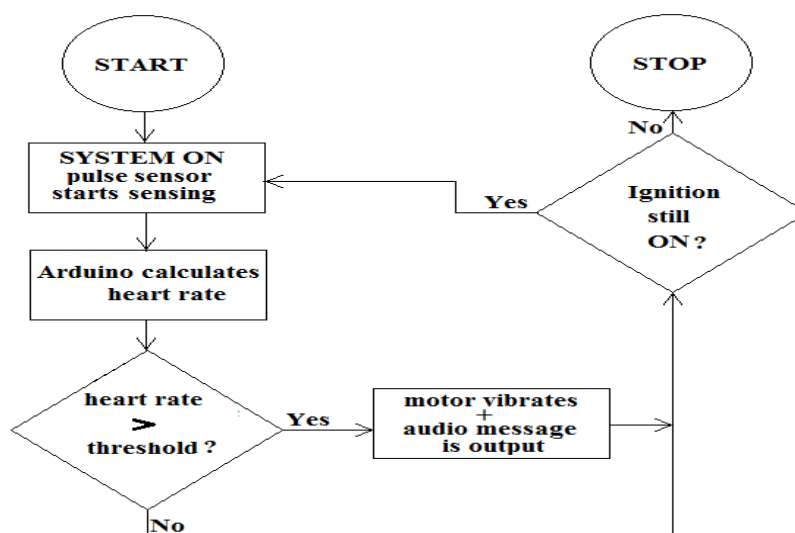 START
SYSTEM ON
pulse sensor
starts sensing
Arduino calculates
heart rate
heart rate
>
threshold ?
Yes
No
motor vibrates
+
audio message
is output
Ignition
still
ON ?
Yes
No
STOP